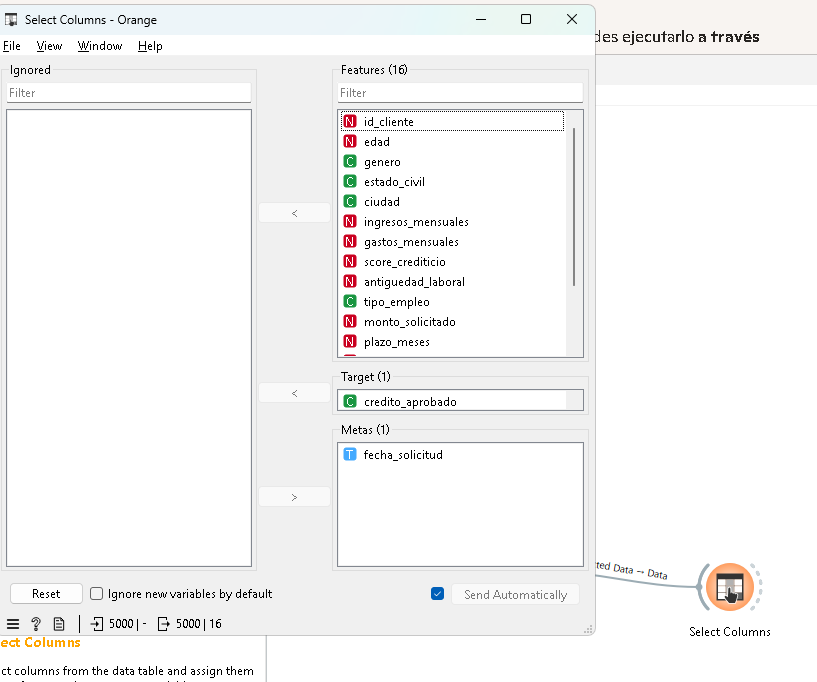 Select Columns - Orange
des ejecutarlo a través
File View Window Help
Ignored
Filter
Features (16)
Filter
N id_cliente
N edad
C genero
C estado_civil
C ciudad
N ingresos_mensuales
N gastos_mensuales
N score_crediticio
N antiguedad_laboral
C tipo_empleo
N monto_solicitado
N plazo_meses
<
Target (1)
<
C credito_aprobado
Metas (1)
T fecha_solicitud
>
Reset
Ignore new variables by default
Send Automatically
? 5000 | - 5000 | 16
ted Data → Data
Select Columns
ect Columns
ct columns from the data table and assign them